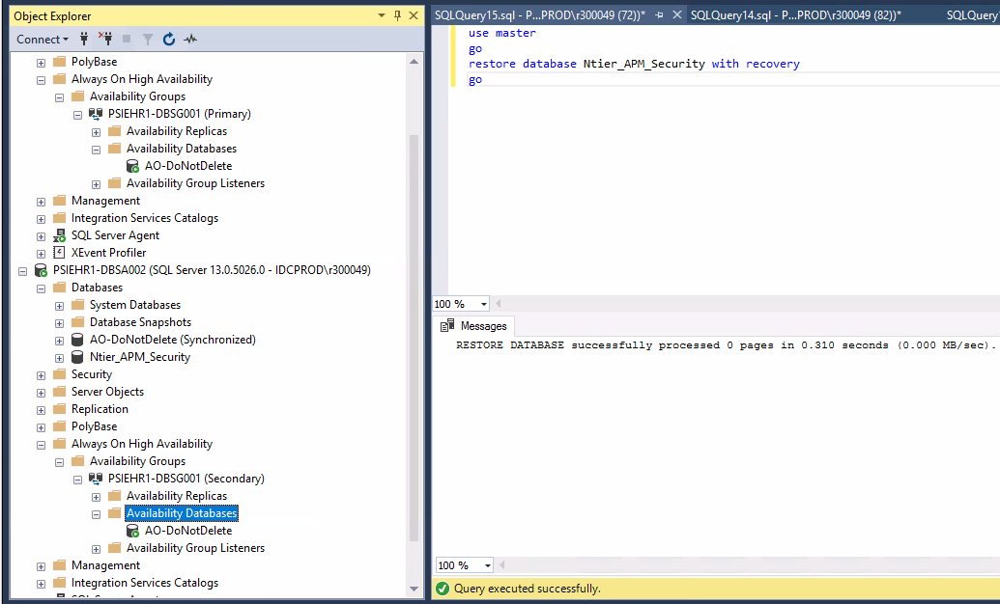 Object Explorer
Connect
PolyBase
Always On High Availability
Availability Groups
PSIEHR1-DBSG001 (Primary)
Availability Replicas
Availability Databases
AO-DoNotDelete
Availability Group Listeners
Management
Integration Services Catalogs
SQL Server Agent
XEvent Profiler
PSIEHR1-DBSA002 (SQL Server 13.0.5026.0 - IDCPROD\r300049)
Databases
System Databases
Database Snapshots
AO-DoNotDelete (Synchronized)
Ntier_APM_Security
Security
Server Objects
Replication
PolyBase
Always On High Availability
Availability Groups
PSIEHR1-DBSG001 (Secondary)
Availability Replicas
Availability Databases
AO-DoNotDelete
Availability Group Listeners
Management
Integration Services Catalogs
SQLQuery15.sql - P...PROD\r300049 (72))* SQLQuery14.sql - P...PROD\r300049 (82))* SQLQuery
use master
go
restore database Ntier_APM_Security with recovery
go
100 %
Messages
RESTORE DATABASE successfully processed 0 pages in 0.310 seconds (0.000 MB/sec).
100 %
Query executed successfully.